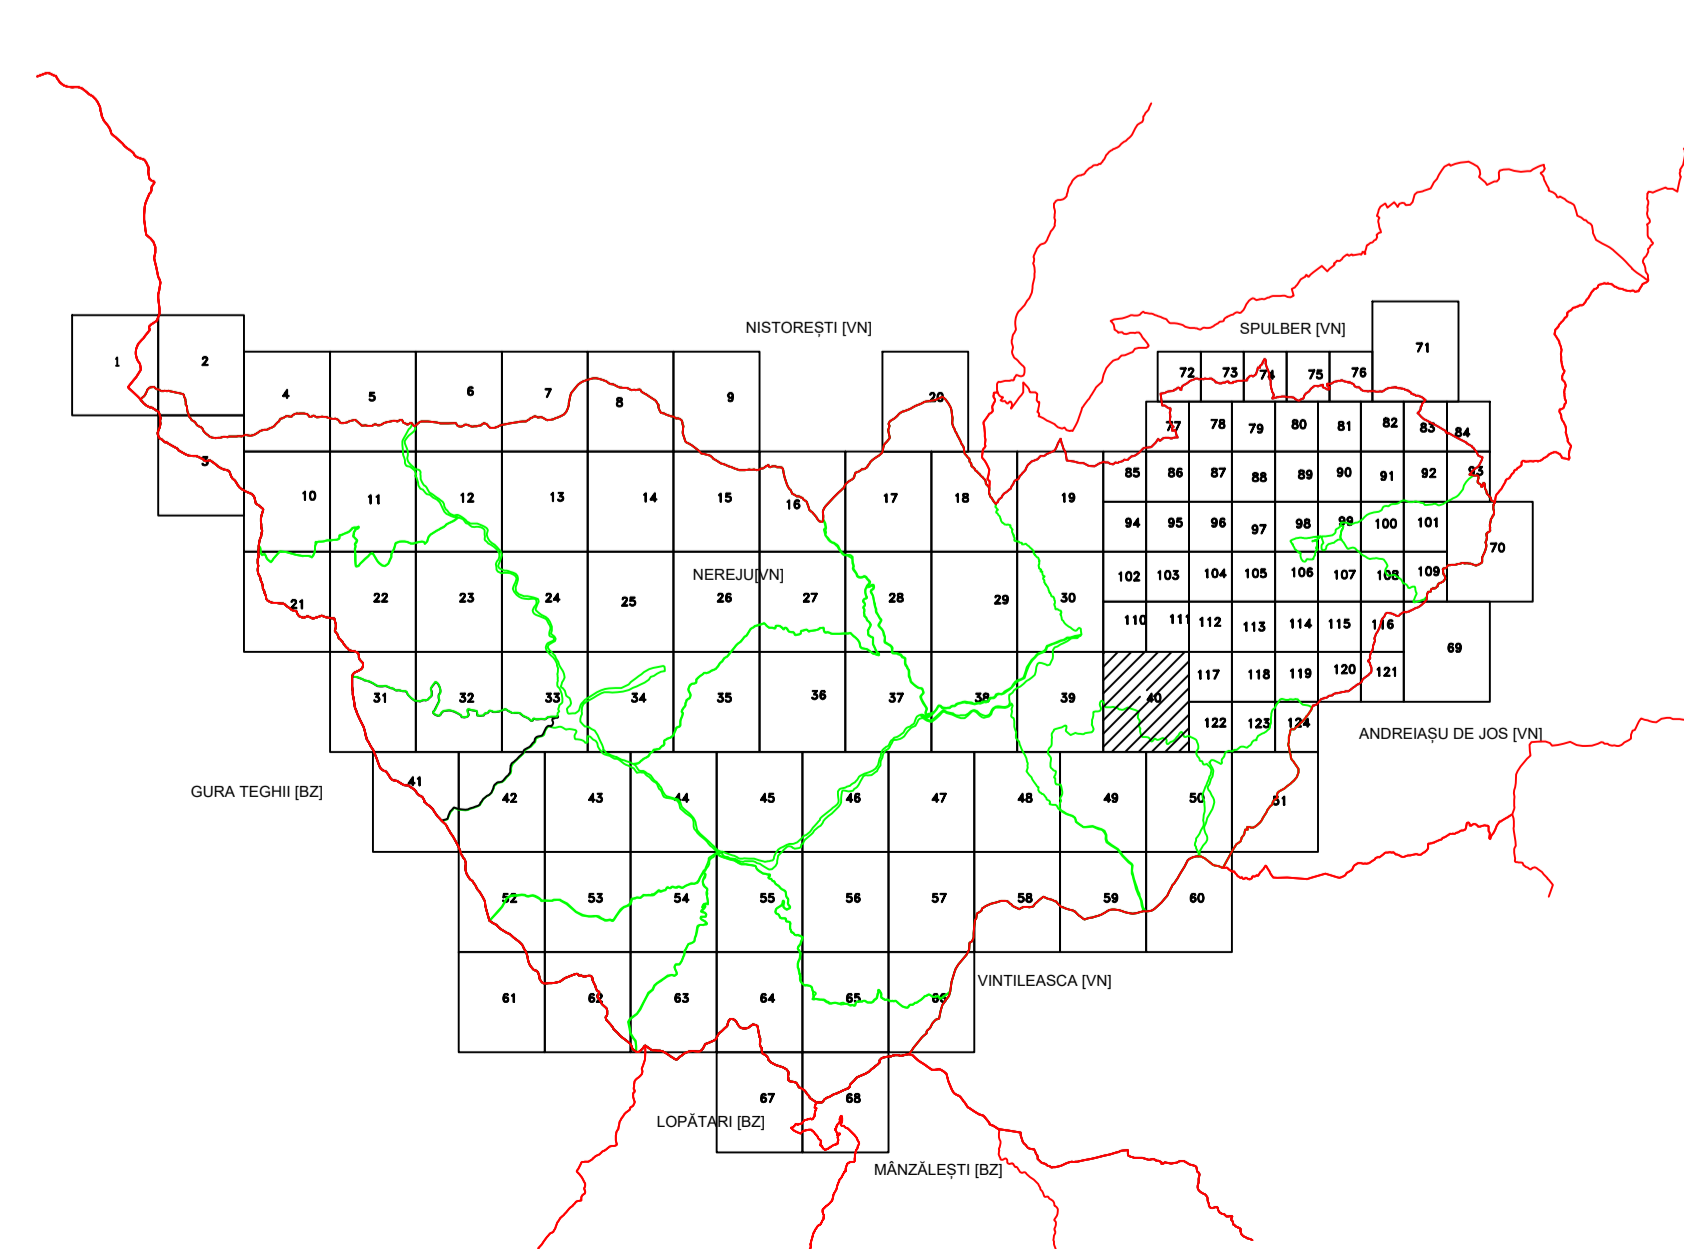 NISTOREȘTI [VN]
SPULBER [VN]
1
2
71
72 73 74 75 76
4 5 6 7 8 9 20
77 78 79 80 81 82 83 84
3
10 11 12 13 14 15 16 17 18 19
85 86 87 88 89 90 91 92 93
94 95 96 97 98 99 100 101
70
NEREJU[VN]
21 22 23 24 25 26 27 28 29 30
102 103 104 105 106 107 108 109
110 111 112 113 114 115 116
69
31 32 33 34 35 36 37 38 39 40
117 118 119 120 121
122 123 124
ANDREIAȘU DE JOS [VN]
GURA TEGHII [BZ]
41 42 43 44 45 46 47 48 49 50 51
52 53 54 55 56 57 58 59 60
VINTILEASCA [VN]
61 62 63 64 65 66
67 68
LOPĂTARI [BZ]
MÂNZĂLEȘTI [BZ]